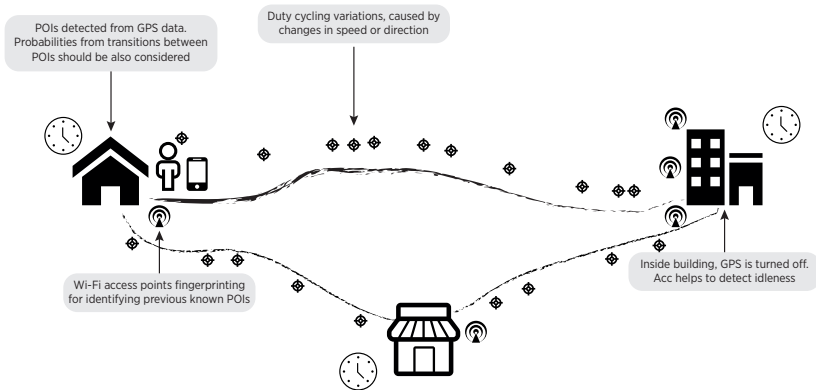 POIs detected from GPS data.
Probabilities from transitions between
POIs should be also considered
Duty cycling variations, caused by
changes in speed or direction
Wi-Fi access points fingerprinting
for identifying previous known POIs
Inside building, GPS is turned off.
Acc helps to detect idleness